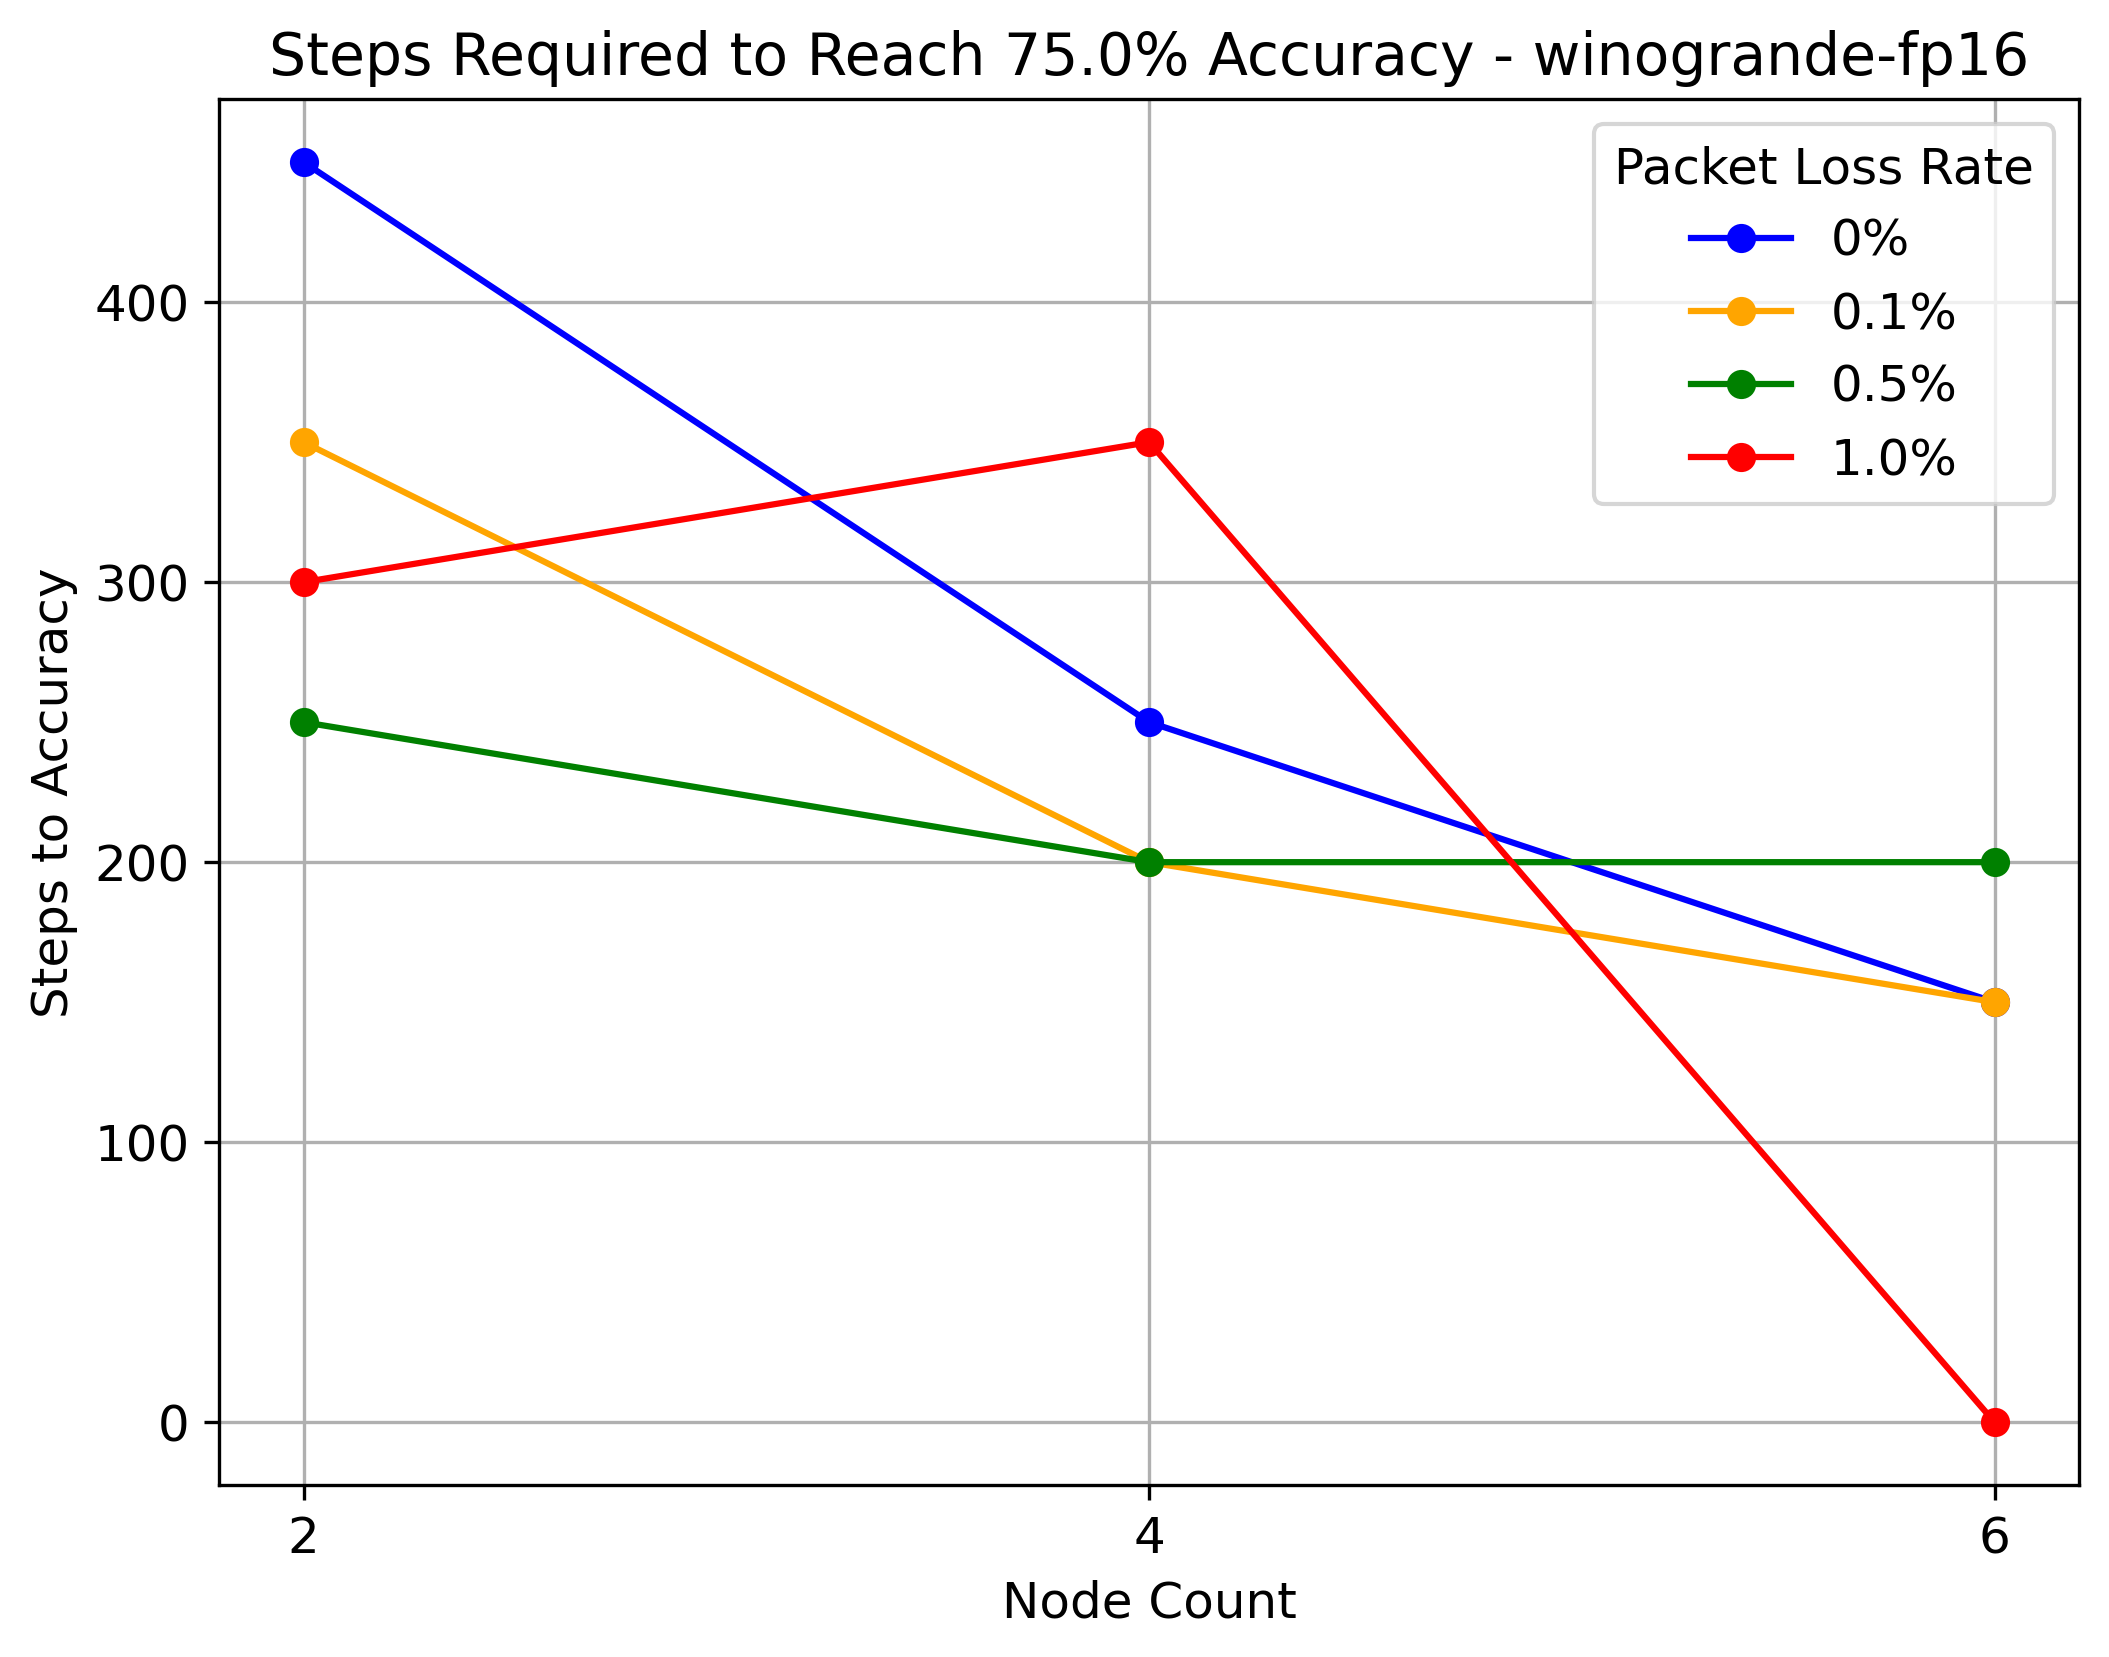 Steps Required to Reach 75.0% Accuracy - winogrande-fp16
Packet Loss Rate
0%
0.1%
0.5%
1.0%
Steps to Accuracy
400
300
200
100
0
2 4 6
Node Count